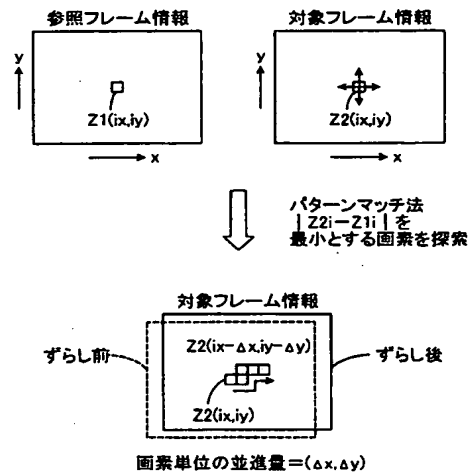 参照フレーム情報
対象フレーム情報
y
Z1(ix,iy)
x
y
Z2(ix,iy)
x
パターンマッチ法
|Z2i−Z1i|を
最小とする画素を探索
対象フレーム情報
ずらし前
Z2(ix−Δx,iy−Δy)
ずらし後
Z2(ix,iy)
画素単位の並進量=(Δx,Δy)